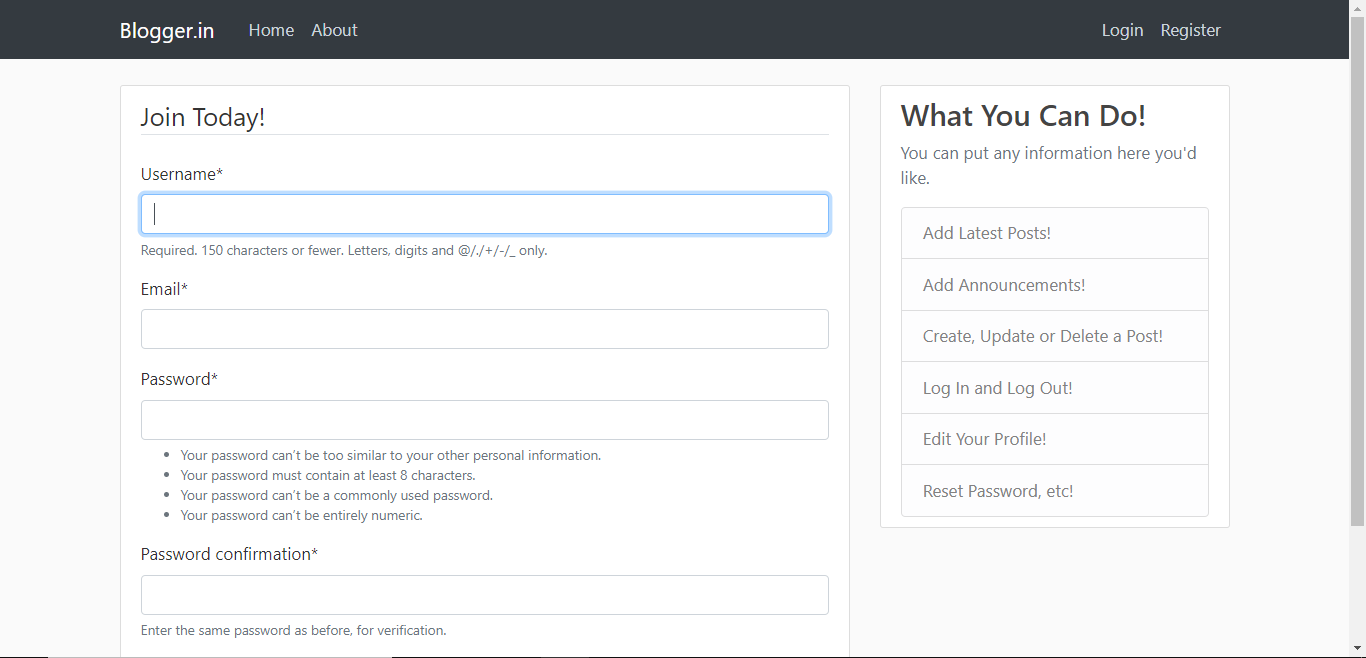 Blogger.in Home About Login Register
Join Today!
Username*
Required. 150 characters or fewer. Letters, digits and @/./+/-/_ only.
Email*
Password*
Your password can't be too similar to your other personal information.
Your password must contain at least 8 characters.
Your password can't be a commonly used password.
Your password can't be entirely numeric.
Password confirmation*
Enter the same password as before, for verification.
What You Can Do!
You can put any information here you'd
like.
Add Latest Posts!
Add Announcements!
Create, Update or Delete a Post!
Log In and Log Out!
Edit Your Profile!
Reset Password, etc!